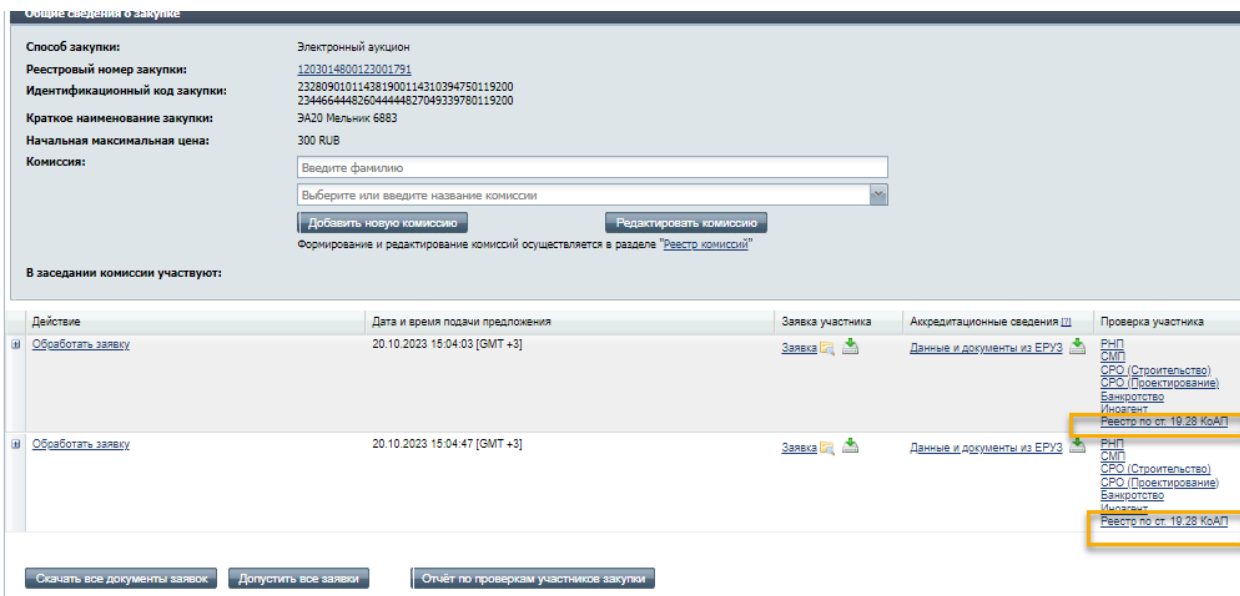 Общие сведения о закупке
Способ закупки: Электронный аукцион
Реестровый номер закупки: 1203014800123001791
Идентификационный код закупки: 232809010114381900114310394750119200
234466444826044444827049339780119200
Краткое наименование закупки: ЭА20 Мельник 6883
Начальная максимальная цена: 300 RUB
Комиссия: Введите фамилию
Выберите или введите название комиссии
Добавить новую комиссию Редактировать комиссию
Формирование и редактирование комиссий осуществляется в разделе "Реестр комиссий"
В заседании комиссии участвуют:
Действие Дата и время подачи предложения Заявка участника Аккредитационные сведения [?] Проверка участника
Обработать заявку 20.10.2023 15:04:03 [GMT +3] Заявка Данные и документы из ЕРУЗ РНП
СМП
СРО (Строительство)
СРО (Проектирование)
Банкротство
Иноагент
Реестр по ст. 19.28 КоАП
Обработать заявку 20.10.2023 15:04:47 [GMT +3] Заявка Данные и документы из ЕРУЗ РНП
СМП
СРО (Строительство)
СРО (Проектирование)
Банкротство
Иноагент
Реестр по ст. 19.28 КоАП
Скачать все документы заявок Допустить все заявки Отчёт по проверкам участников закупки